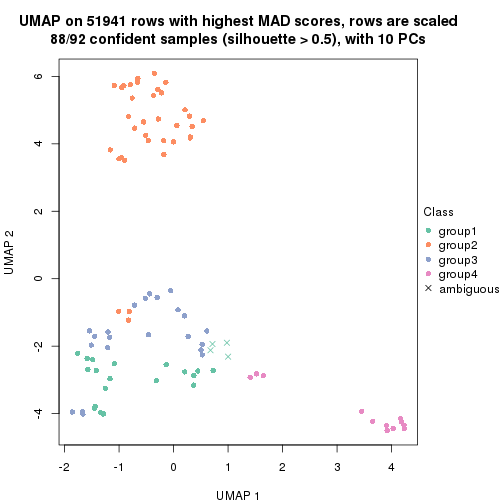 UMAP on 51941 rows with highest MAD scores, rows are scaled
88/92 confident samples (silhouette > 0.5), with 10 PCs
6
4
2
0
-2
-4
UMAP 2
-2
-1
0
1
2
3
4
UMAP 1
Class
group1
group2
group3
group4
ambiguous